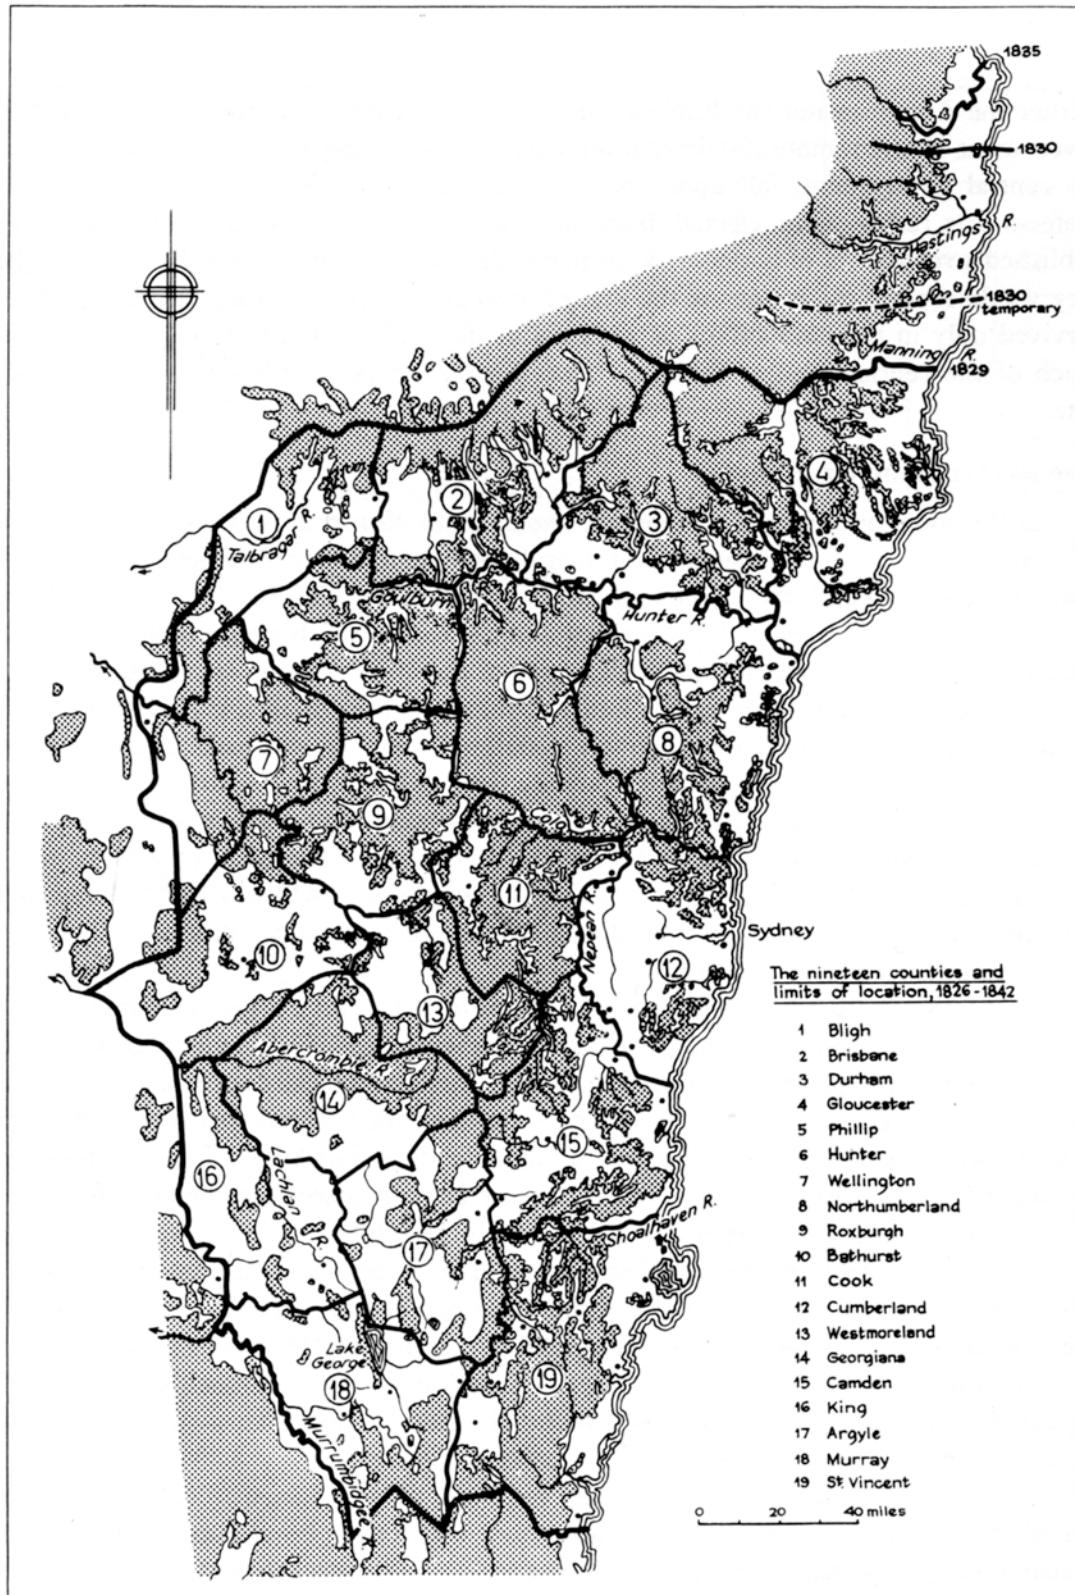 1835
1830
Hastings R.
1830
temporary
Manning R.
1829
4
2
1
3
Talbragar R.
Goulburn
Hunter R.
5
6
8
7
9
Colo R.
11
Nepean R.
Sydney
10
12
13
Abercrombie R.
14
15
16
Lachlan R.
Shoalhaven R.
17
Lake
George
18
19
Murrumbidgee R.
The nineteen counties and
limits of location, 1826-1842
1 Bligh
2 Brisbane
3 Durham
4 Gloucester
5 Phillip
6 Hunter
7 Wellington
8 Northumberland
9 Roxburgh
10 Bathurst
11 Cook
12 Cumberland
13 Westmoreland
14 Georgiana
15 Camden
16 King
17 Argyle
18 Murray
19 St. Vincent
0 20 40 miles